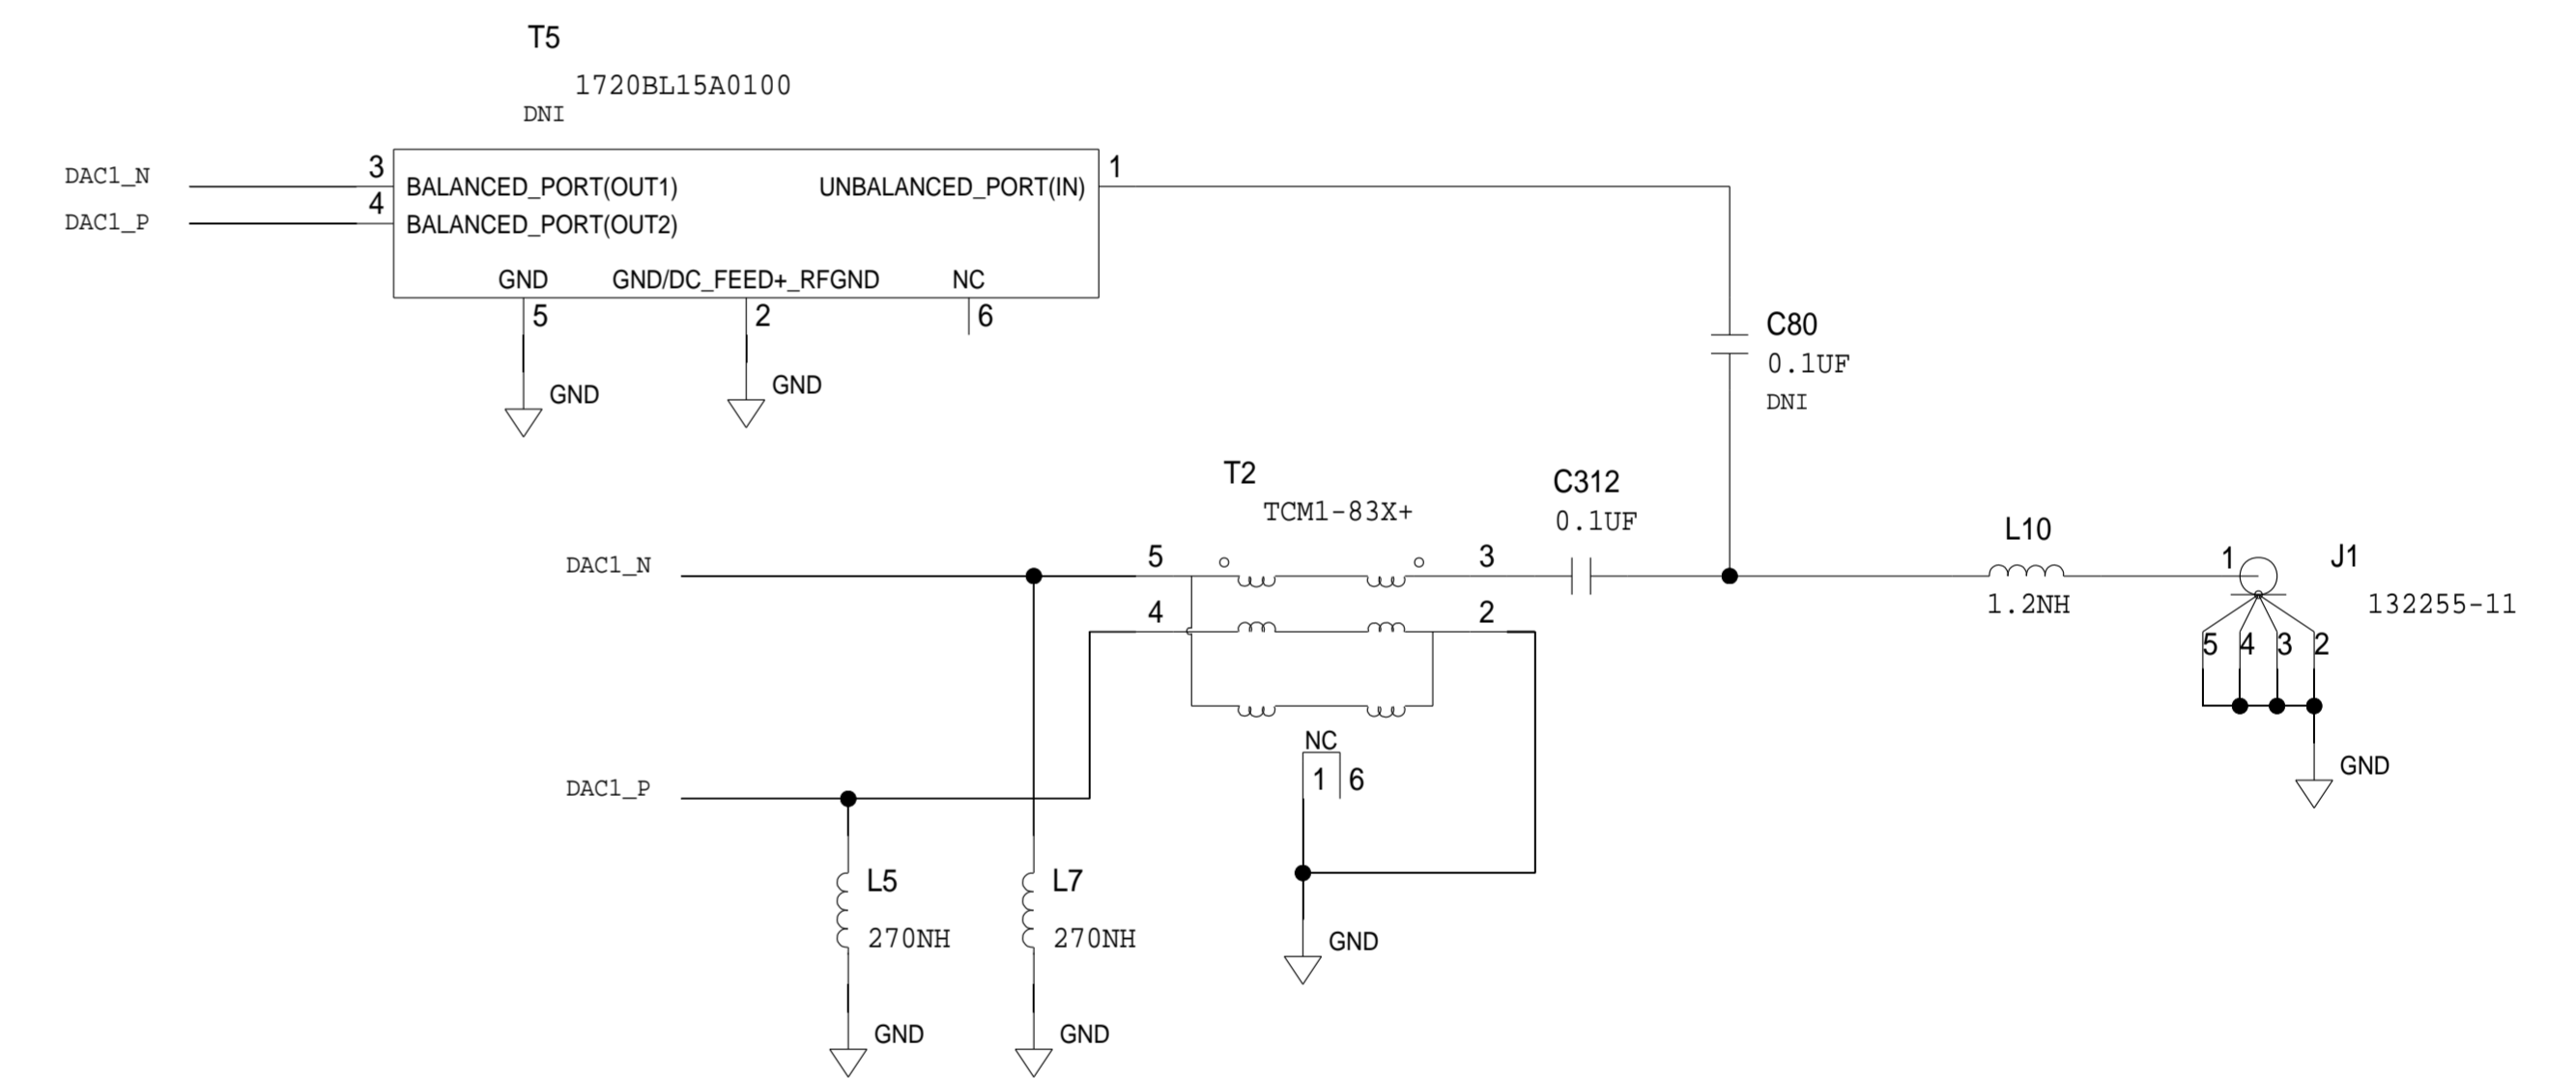 T5
1720BL15A0100
DNI
DAC1_N
3
BALANCED_PORT(OUT1)
UNBALANCED_PORT(IN)
1
DAC1_P
4
BALANCED_PORT(OUT2)
GND
GND/DC_FEED+_RFGND
NC
5
2
6
GND
GND
C80
0.1UF
DNI
T2
TCM1-83X+
C312
0.1UF
L10
1.2NH
DAC1_N
5
3
4
2
1
J1
132255-11
5
4
3
2
GND
NC
1
6
DAC1_P
L5
270NH
L7
270NH
GND
GND
GND